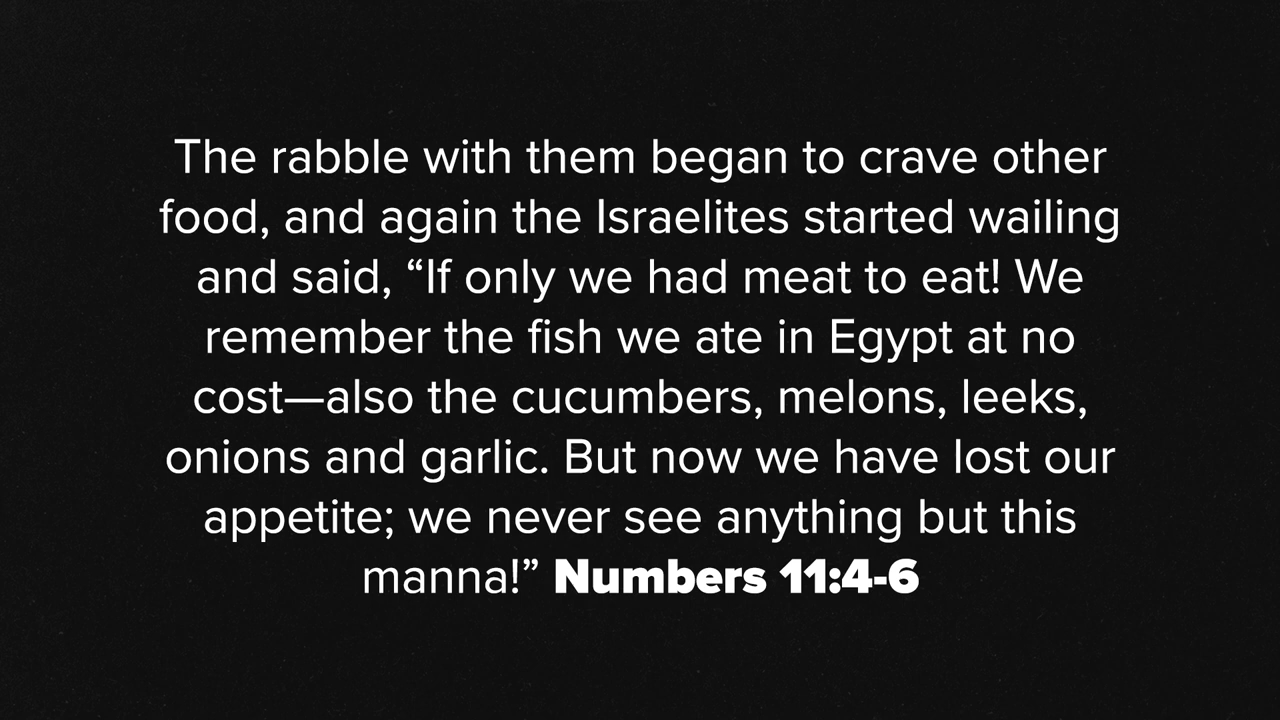 The rabble with them began to crave other
food, and again the Israelites started wailing
and said, “If only we had meat to eat! We
remember the fish we ate in Egypt at no
cost—also the cucumbers, melons, leeks,
onions and garlic. But now we have lost our
appetite; we never see anything but this
manna!” Numbers 11:4-6